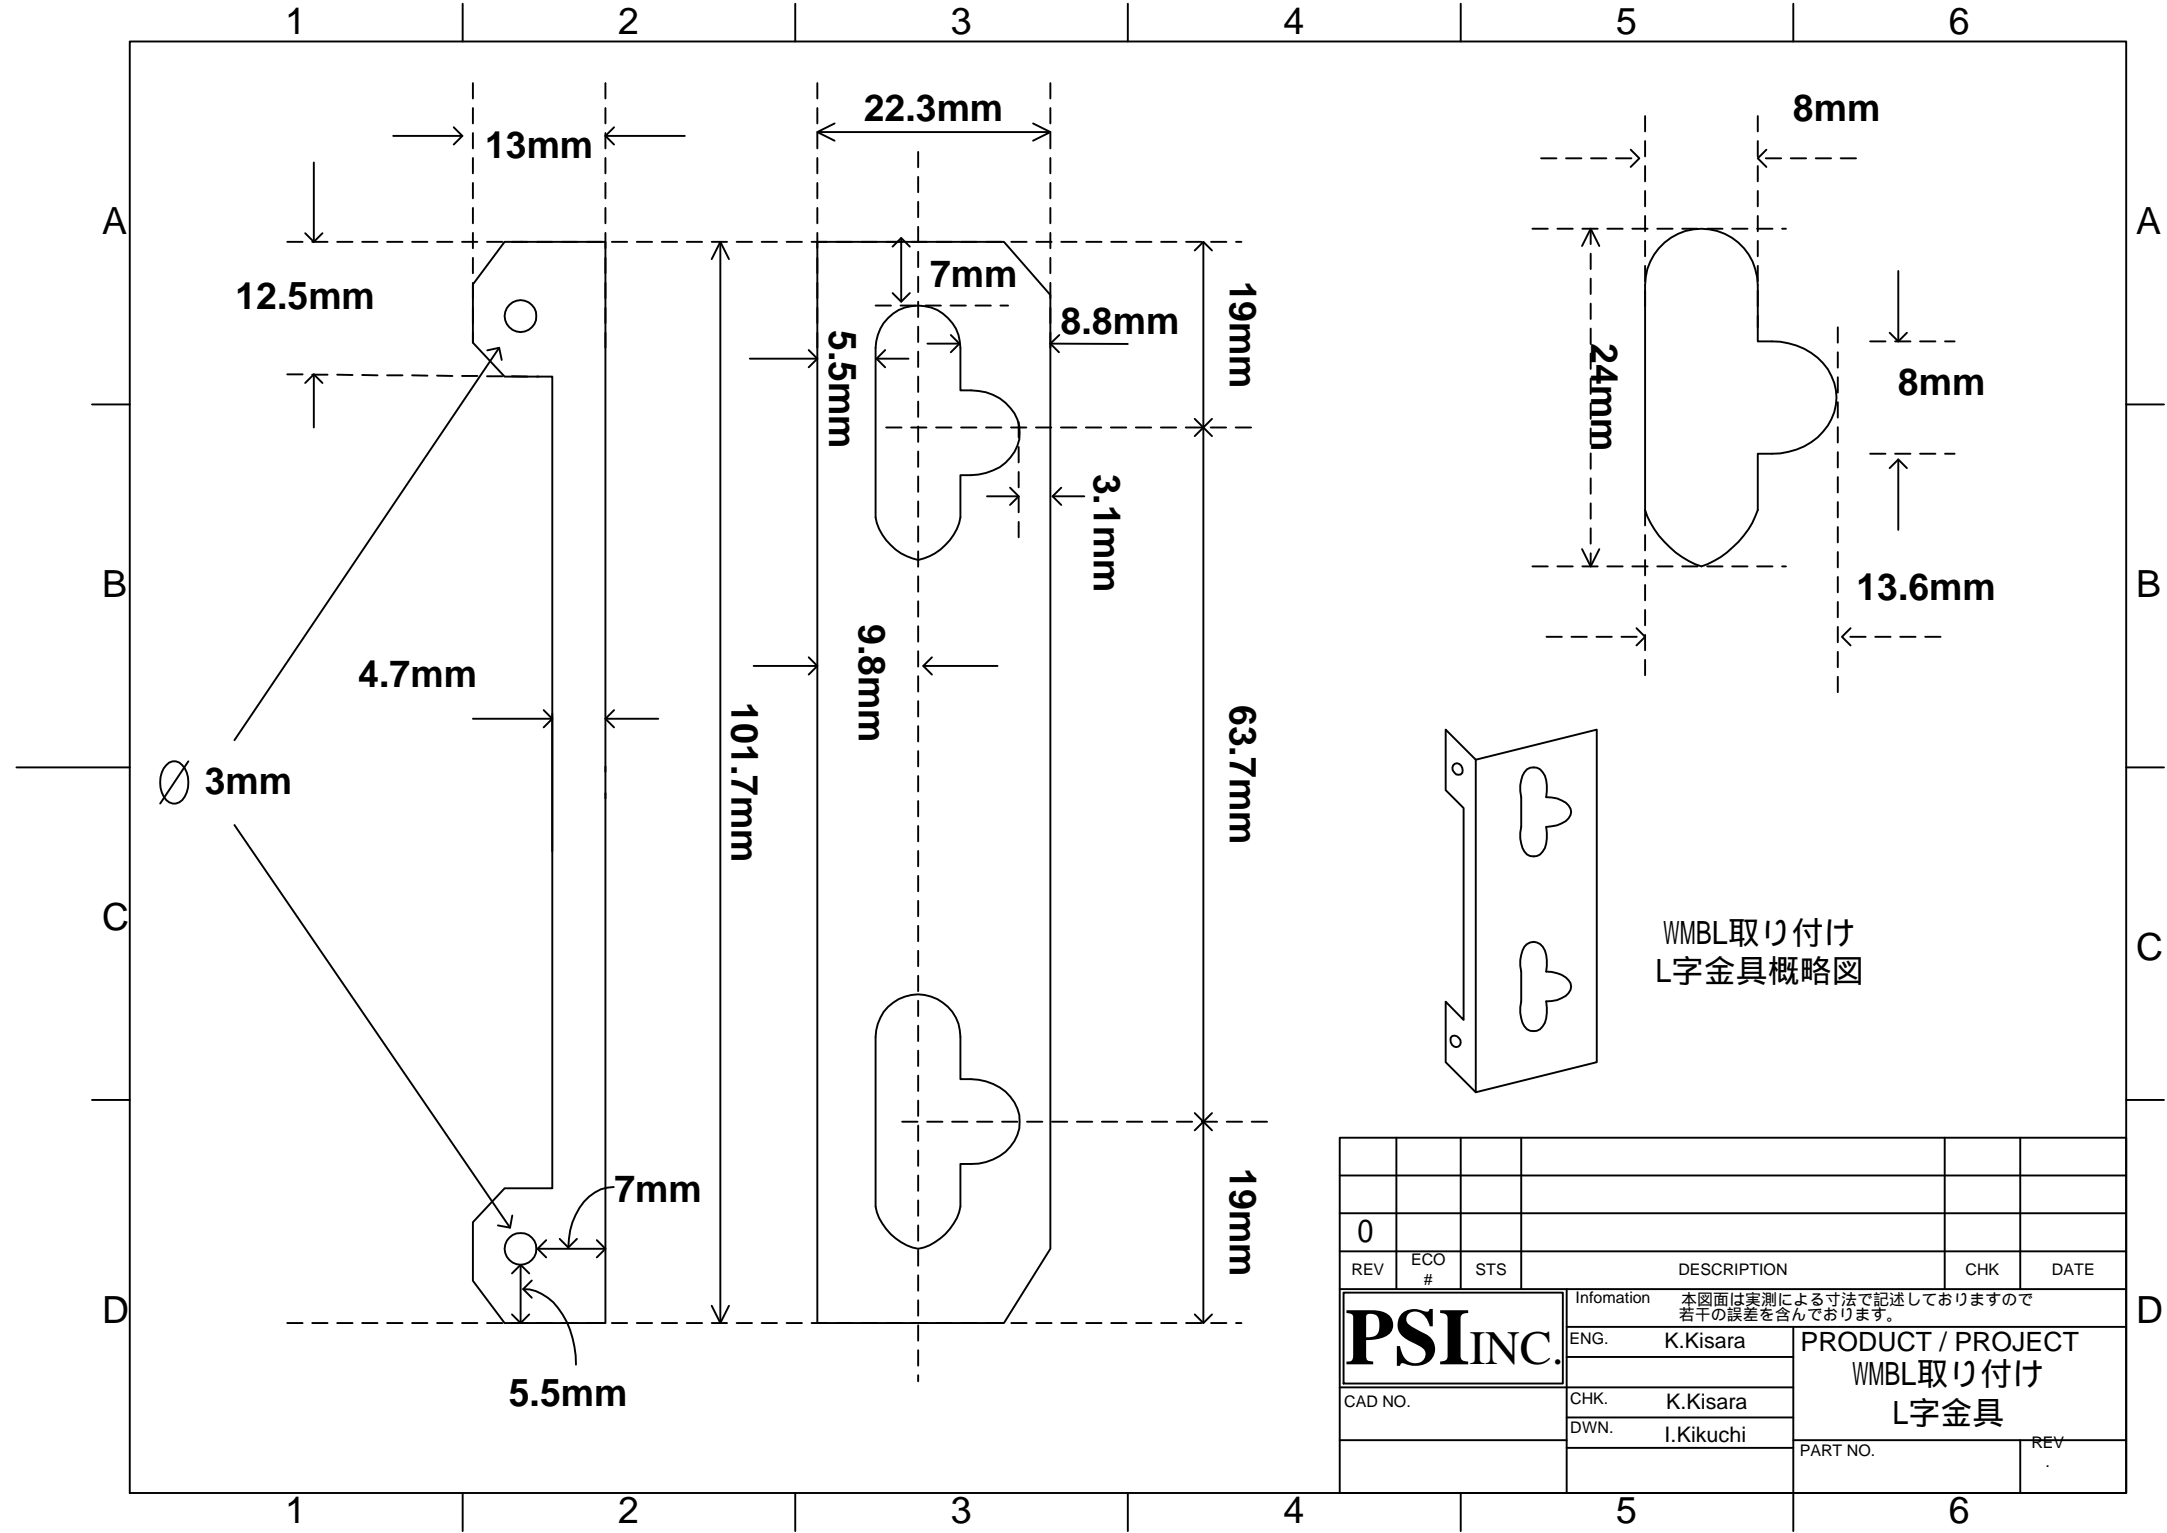 1 2 3 4 5 6
A A
B B
C C
D D
13mm
22.3mm
8mm
12.5mm
7mm
8.8mm
5.5mm
19mm
24mm
8mm
3.1mm
13.6mm
9.8mm
4.7mm
101.7mm
63.7mm
Ø 3mm
WMBL取り付け
L字金具概略図
7mm
19mm
5.5mm
0
REV ECO # STS DESCRIPTION CHK DATE
PSI INC.
Infomation 本図面は実測による寸法で記述しておりますので
若干の誤差を含んでおります。
ENG. K.Kisara
PRODUCT / PROJECT
WMBL取り付け
L字金具
CAD NO.
CHK. K.Kisara
DWN. I.Kikuchi
PART NO.
REV
.
1 2 3 4 5 6